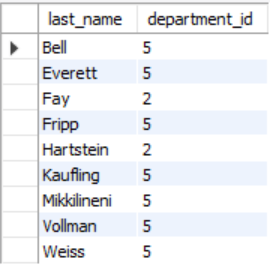 last_name department_id
Bell 5
Everett 5
Fay 2
Fripp 5
Hartstein 2
Kaufling 5
Mikkilineni 5
Vollman 5
Weiss 5